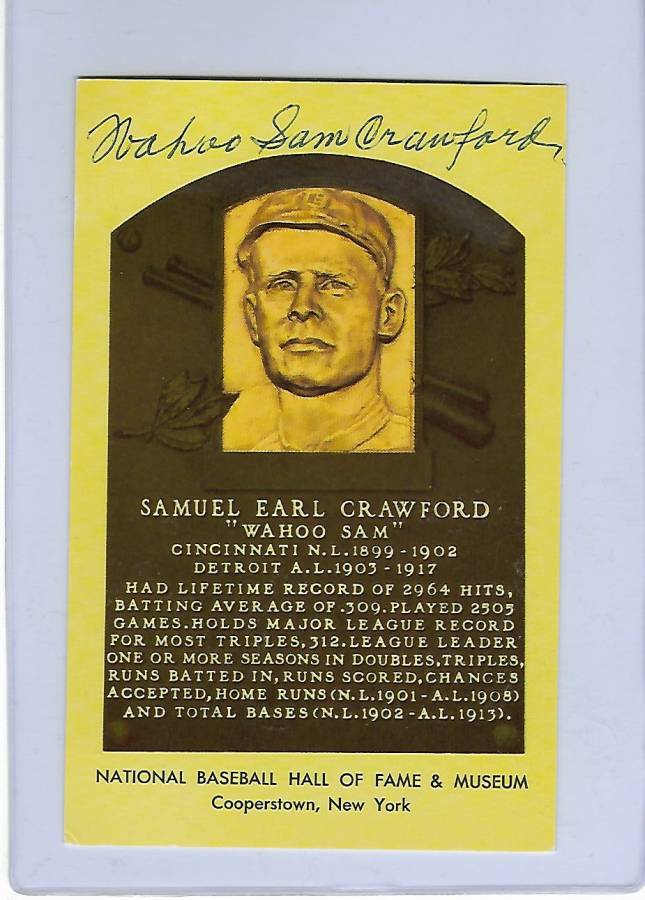 Wahoo Sam Crawford
SAMUEL EARL CRAWFORD
"WAHOO SAM"
CINCINNATI N.L.1899 - 1902
DETROIT A.L.1903 - 1917
HAD LIFETIME RECORD OF 2964 HITS,
BATTING AVERAGE OF .309.PLAYED 2505
GAMES.HOLDS MAJOR LEAGUE RECORD
FOR MOST TRIPLES,312.LEAGUE LEADER
ONE OR MORE SEASONS IN DOUBLES,TRIPLES,
RUNS BATTED IN,RUNS SCORED,CHANCES
ACCEPTED,HOME RUNS(N.L.1901 - A.L.1908)
AND TOTAL BASES(N.L.1902 - A.L.1913).
NATIONAL BASEBALL HALL OF FAME & MUSEUM
Cooperstown, New York